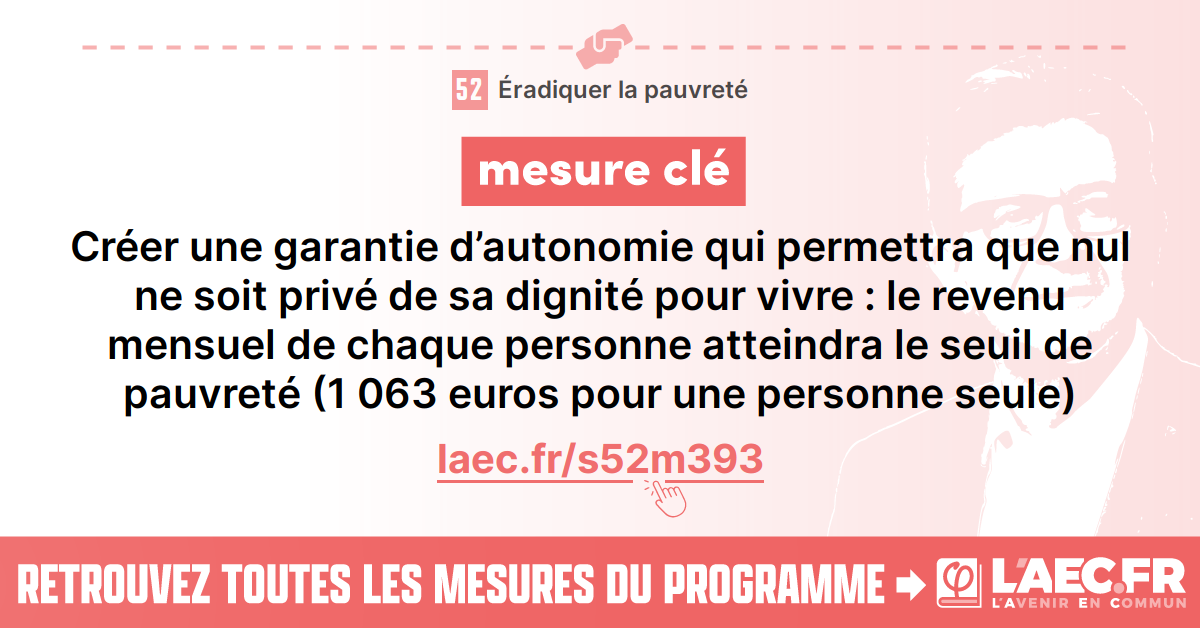 52 Éradiquer la pauvreté
mesure clé
Créer une garantie d’autonomie qui permettra que nul
ne soit privé de sa dignité pour vivre : le revenu
mensuel de chaque personne atteindra le seuil de
pauvreté (1 063 euros pour une personne seule)
laec.fr/s52m393
RETROUVEZ TOUTES LES MESURES DU PROGRAMME
φ L'AEC.FR
L'AVENIR EN COMMUN